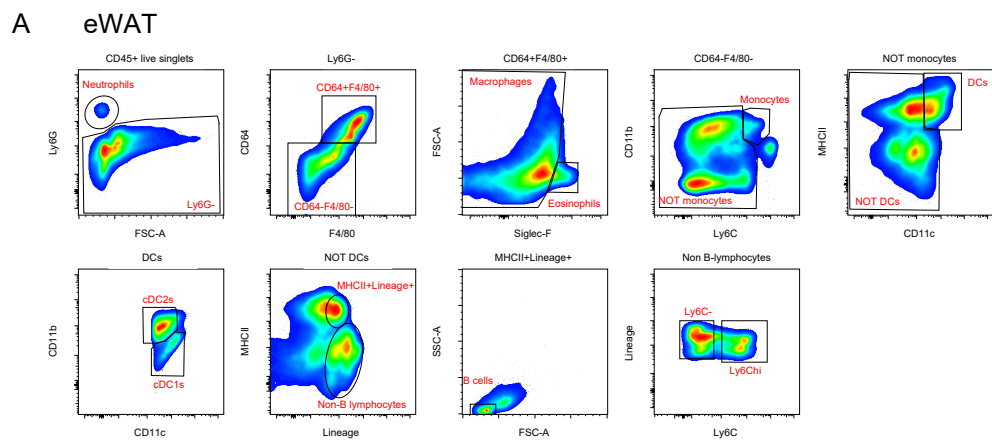 A eWAT
CD45+ live singlets
Neutrophils
Ly6G
Ly6G-
FSC-A
Ly6G-
CD64+F4/80+
CD64
CD64-F4/80-
F4/80
CD64+F4/80+
Macrophages
FSC-A
Eosinophils
Siglec-F
CD64-F4/80-
Monocytes
CD11b
NOT monocytes
Ly6C
NOT monocytes
DCs
MHCII
NOT DCs
CD11c
DCs
cDC2s
CD11b
cDC1s
CD11c
NOT DCs
MHCII+Lineage+
MHCII
Non-B lymphocytes
Lineage
MHCII+Lineage+
SSC-A
B cells
FSC-A
Non B-lymphocytes
Ly6C-
Lineage
Ly6Chi
Ly6C